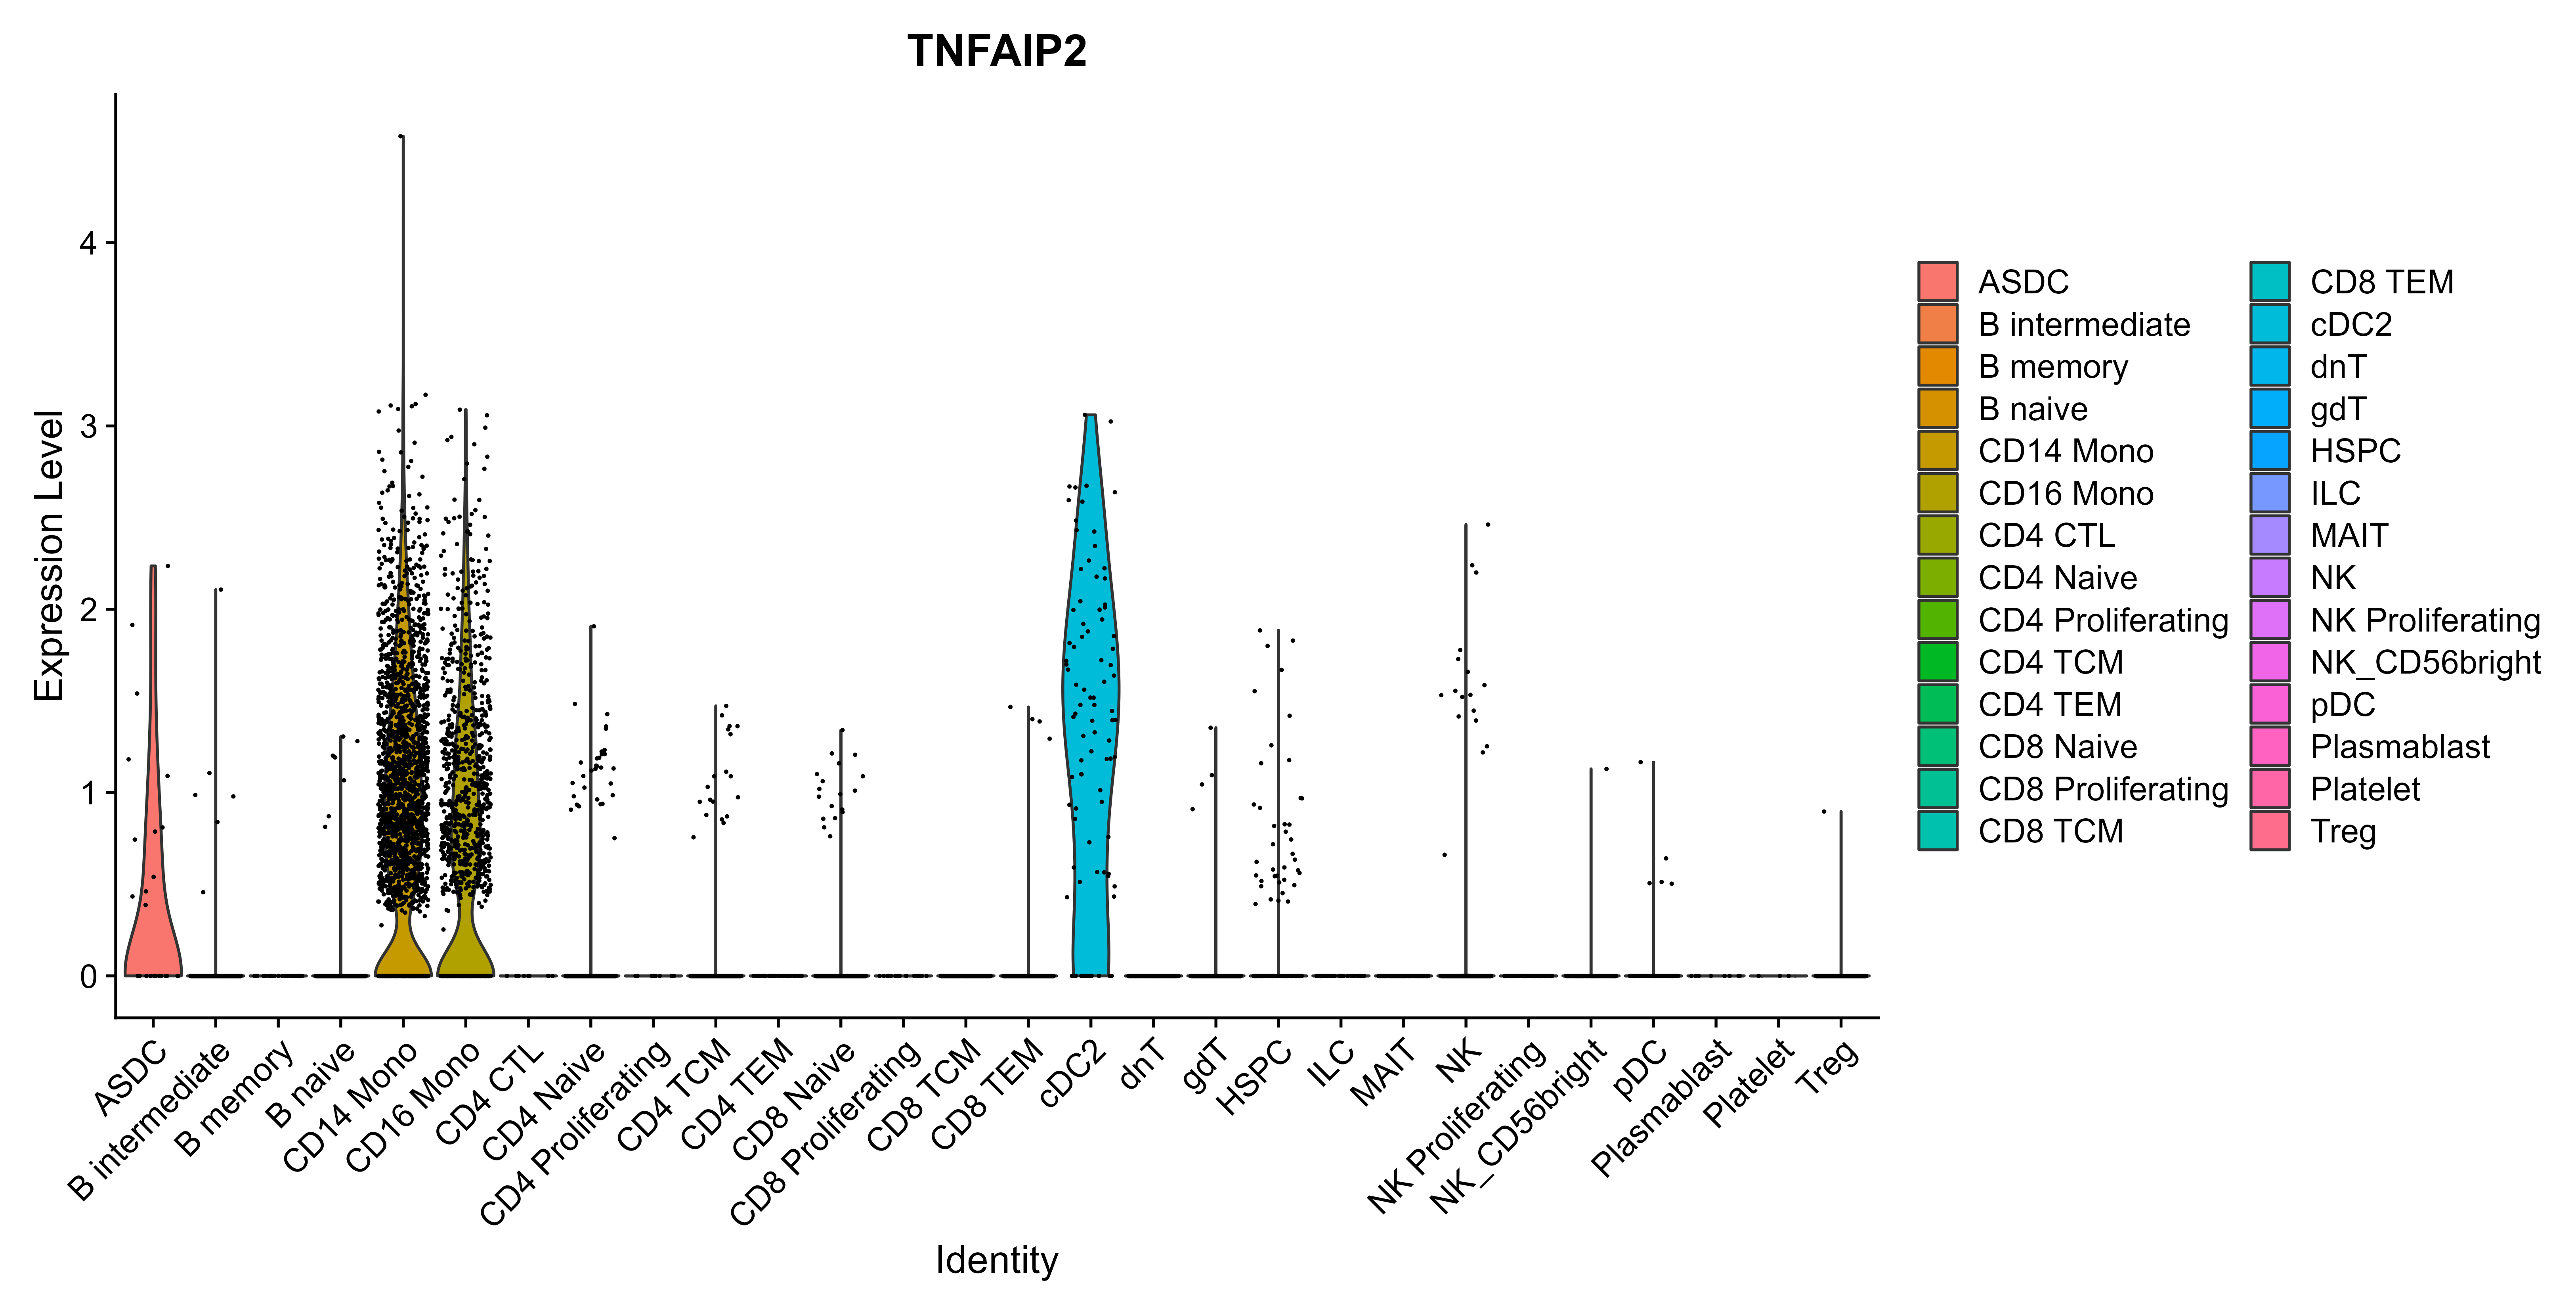 TNFAIP2
Expression Level
4
3
2
1
0
ASDC
B intermediate
B memory
B naive
CD14 Mono
CD16 Mono
CD4 CTL
CD4 Naive
CD4 Proliferating
CD4 TCM
CD4 TEM
CD8 Naive
CD8 Proliferating
CD8 TCM
CD8 TEM
cDC2
dnT
gdT
HSPC
ILC
MAIT
NK
NK Proliferating
NK_CD56bright
pDC
Plasmablast
Platelet
Treg
Identity
ASDC
B intermediate
B memory
B naive
CD14 Mono
CD16 Mono
CD4 CTL
CD4 Naive
CD4 Proliferating
CD4 TCM
CD4 TEM
CD8 Naive
CD8 Proliferating
CD8 TCM
CD8 TEM
cDC2
dnT
gdT
HSPC
ILC
MAIT
NK
NK Proliferating
NK_CD56bright
pDC
Plasmablast
Platelet
Treg